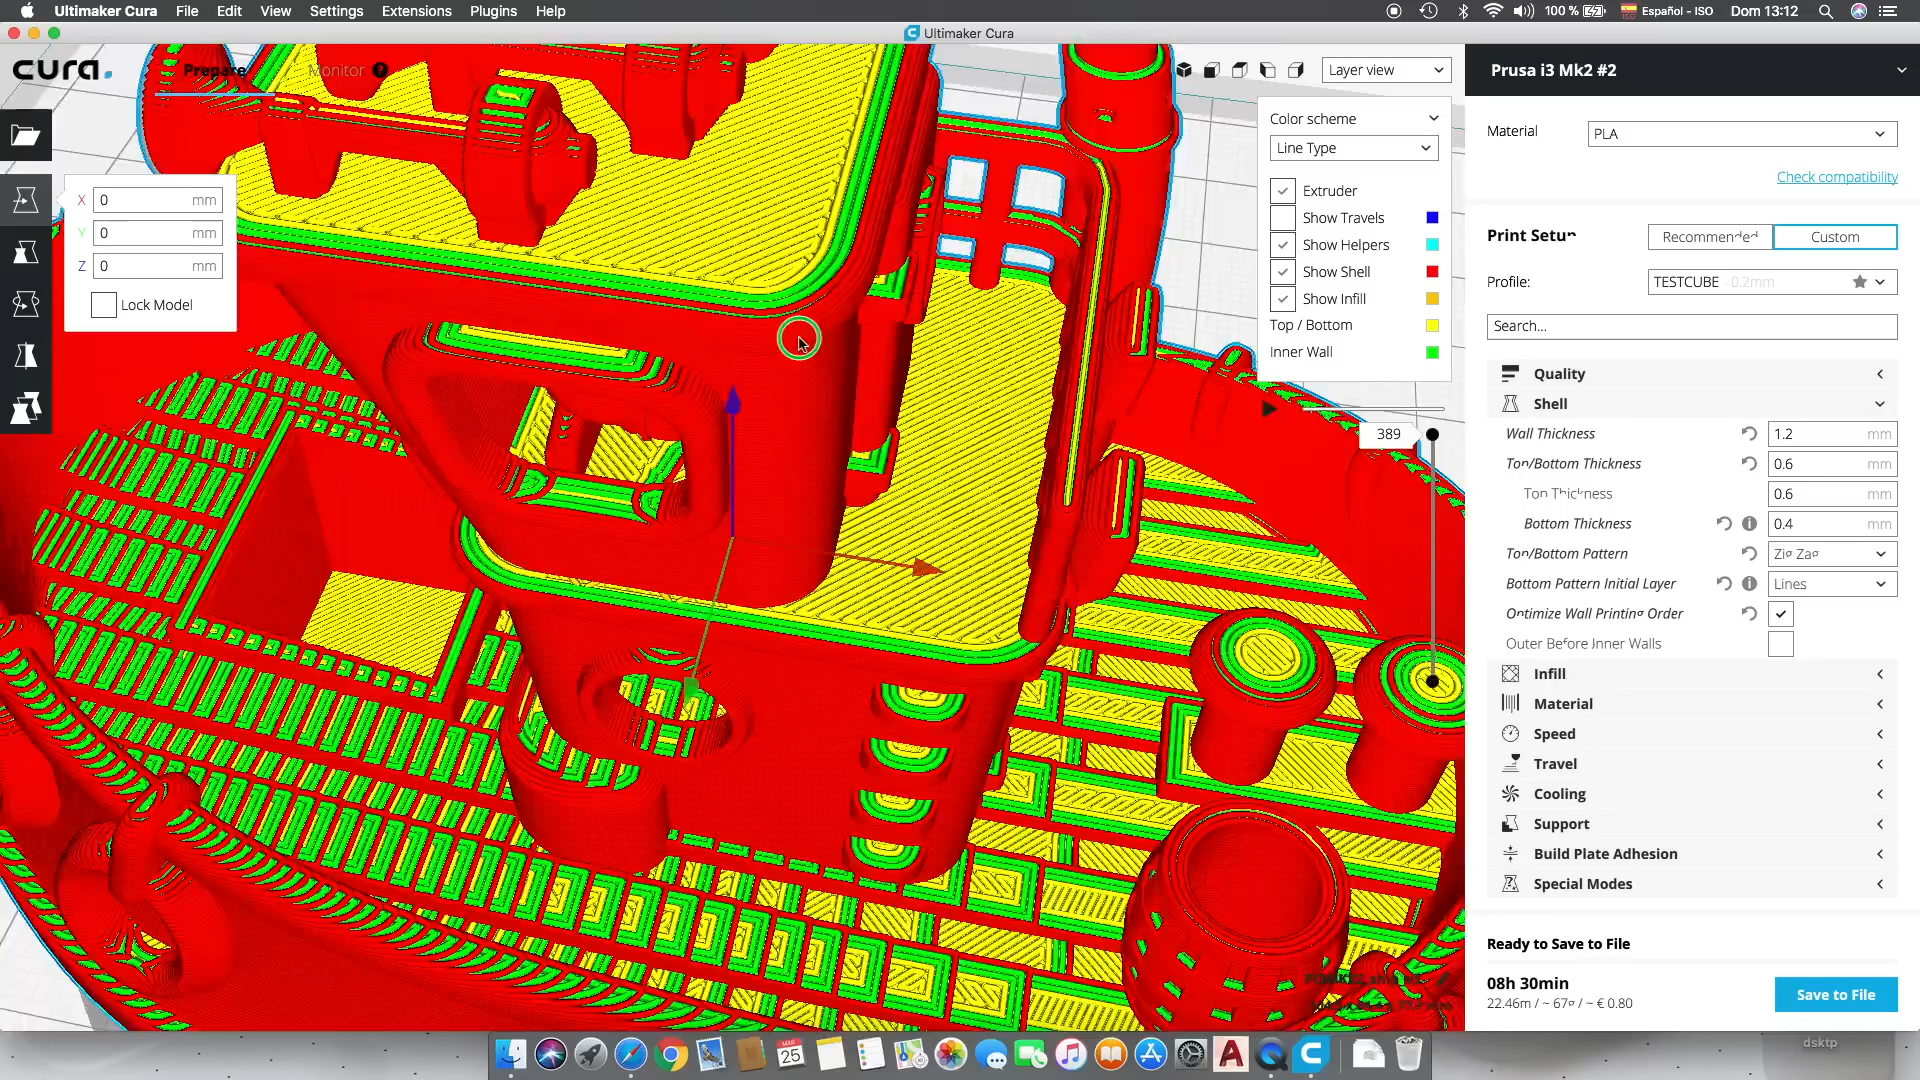 Ultimaker Cura File Edit View Settings Extensions Plugins Help 100 % Español - ISO Dom 13:12
Ultimaker Cura
cura. Prepare Monitor ?
Layer view
Prusa i3 Mk2 #2
Color scheme
Line Type
Extruder
Show Travels
Show Helpers
Show Shell
Show Infill
Top / Bottom
Inner Wall
X 0 mm
Y 0 mm
Z 0 mm
Lock Model
389
Material PLA
Check compatibility
Print Setup Recommended Custom
Profile: TESTCUBE - 0.2mm
Search...
Quality
Shell
Wall Thickness 1.2 mm
Top/Bottom Thickness 0.6 mm
Top Thickness 0.6 mm
Bottom Thickness 0.4 mm
Top/Bottom Pattern Zig Zag
Bottom Pattern Initial Layer Lines
Optimize Wall Printing Order
Outer Before Inner Walls
Infill
Material
Speed
Travel
Cooling
Support
Build Plate Adhesion
Special Modes
Ready to Save to File
08h 30min
22.46m / ~ 67g / ~ € 0.80
Save to File
MAR
25
dsktp